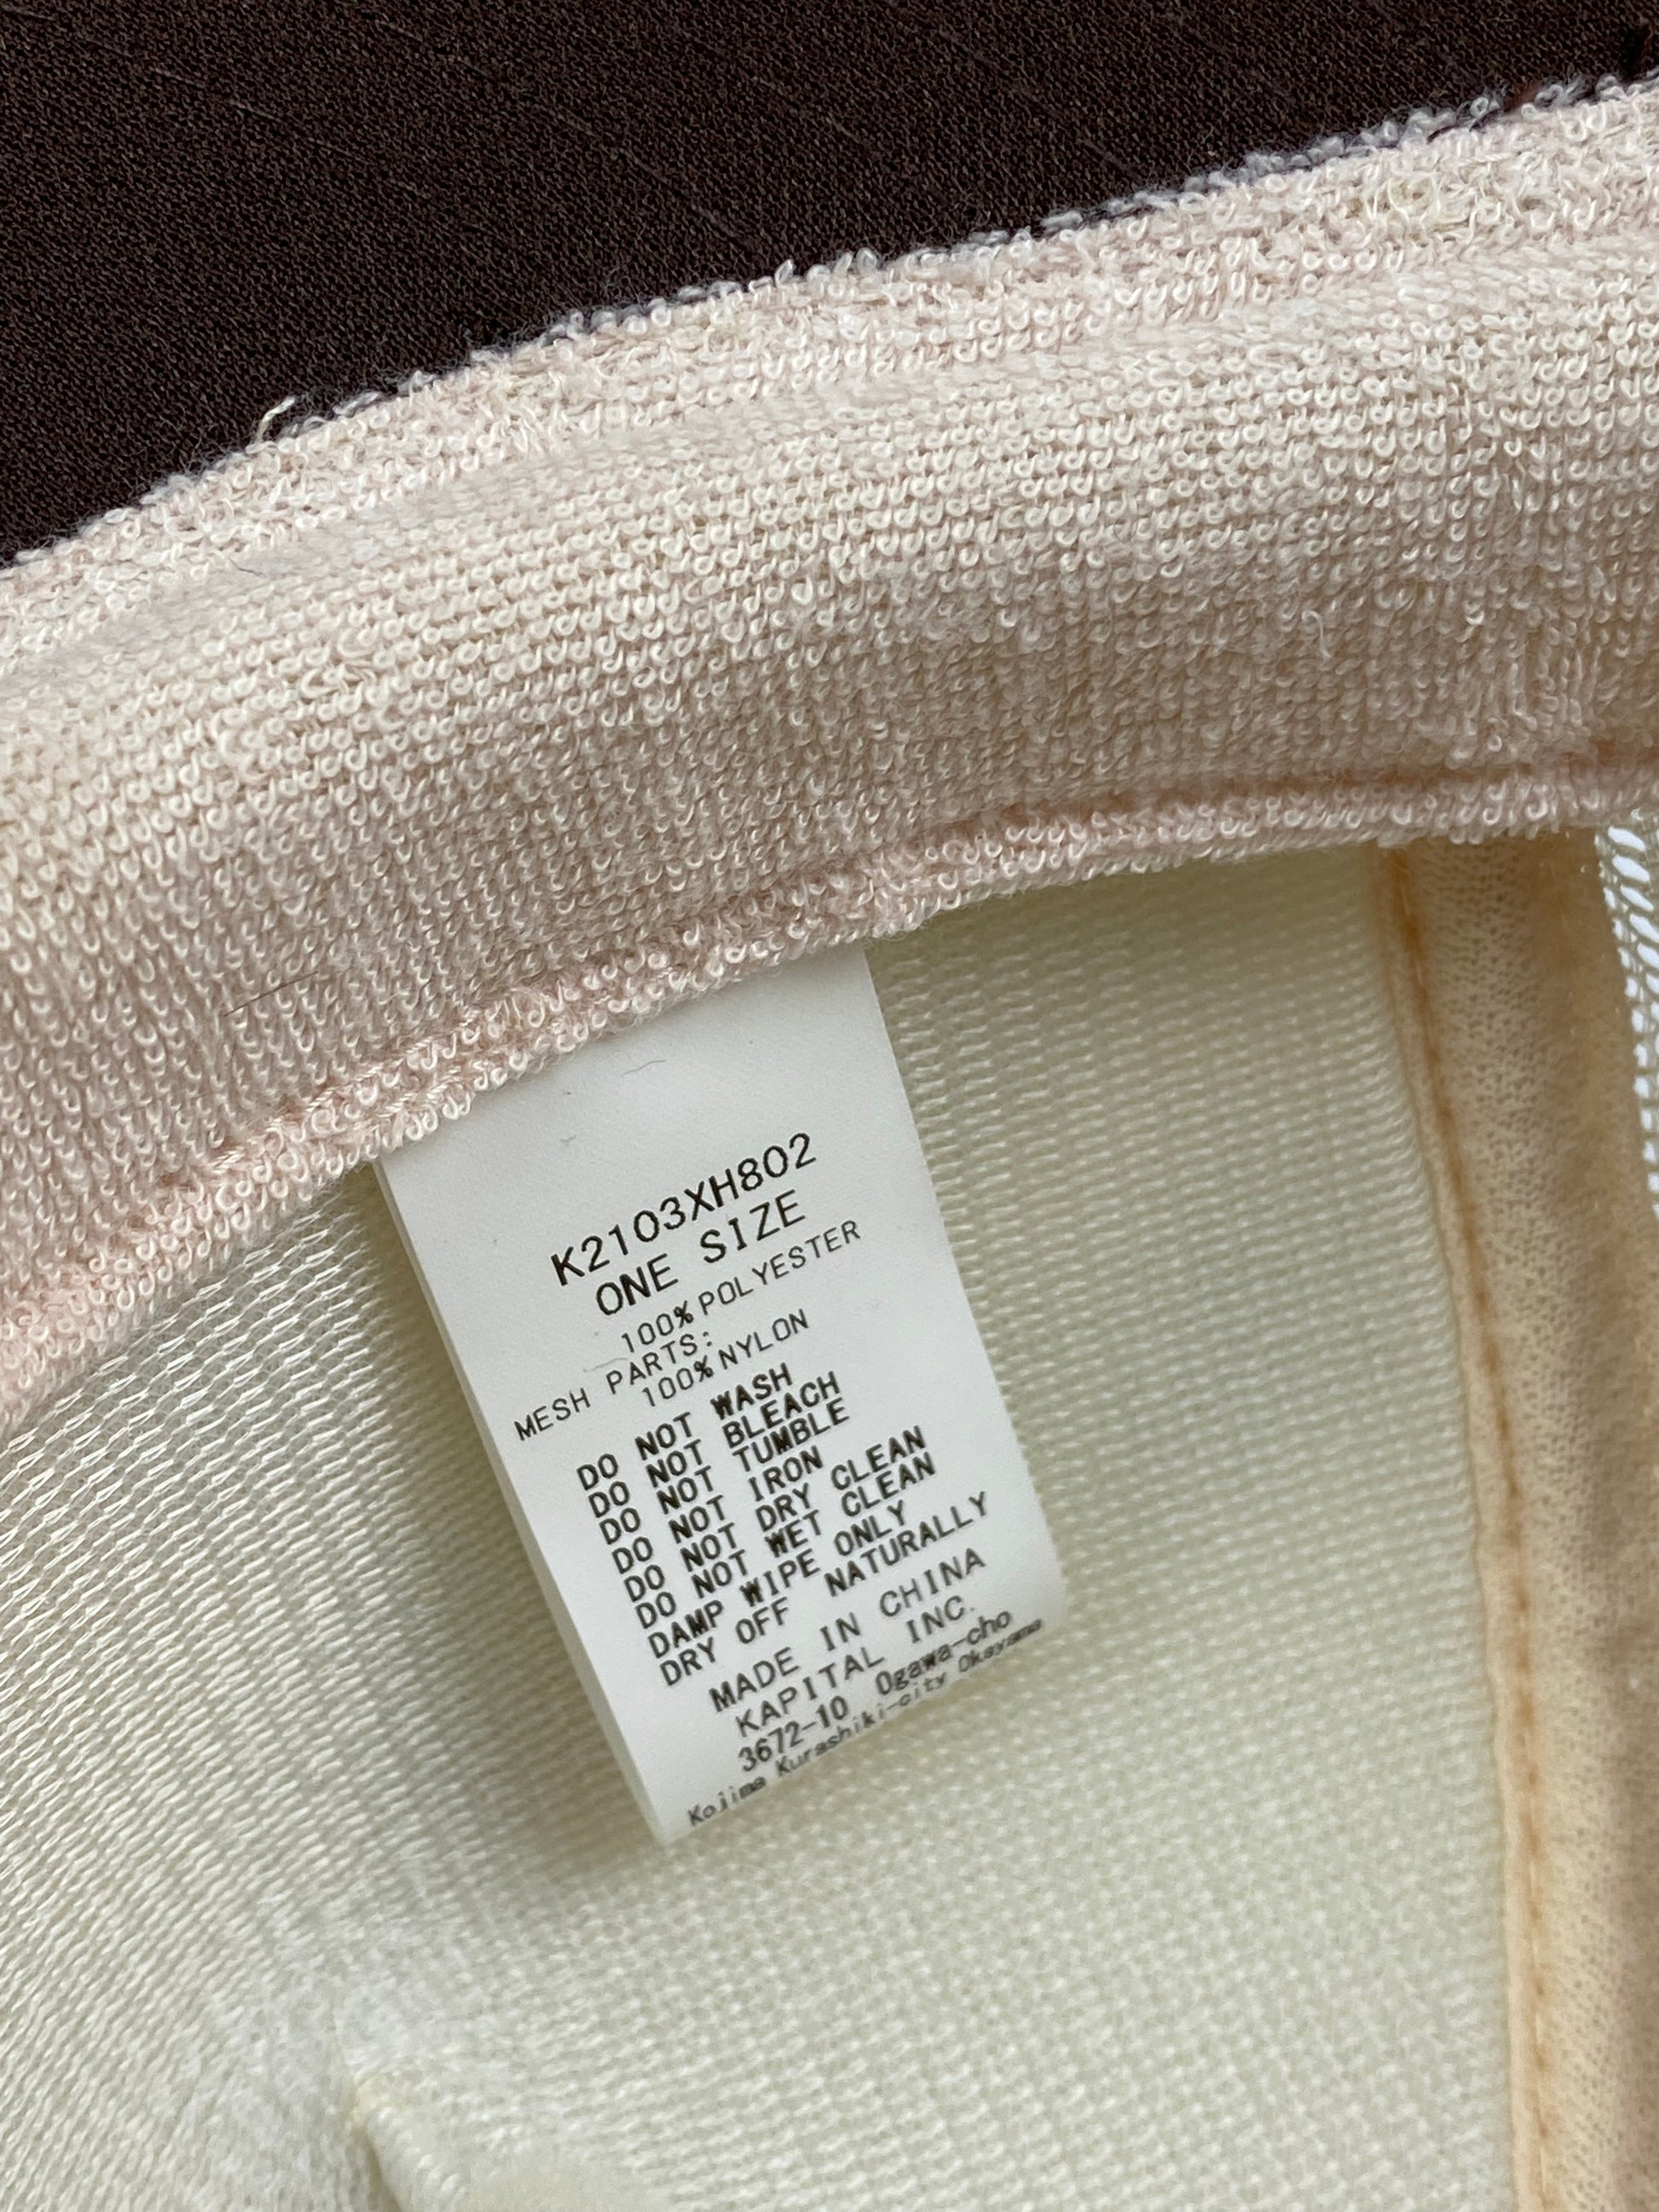 K2103XH802
ONE SIZE
100% POLYESTER
MESH PARTS:
100% NYLON
DO NOT WASH
DO NOT BLEACH
DO NOT TUMBLE
DO NOT IRON
DO NOT DRY CLEAN
DO NOT WET CLEAN
DAMP WIPE ONLY
DRY OFF NATURALLY
MADE IN CHINA
KAPITAL INC.
3672-10 Ogawa-cho
Kojima Kurashiki-city Okayama